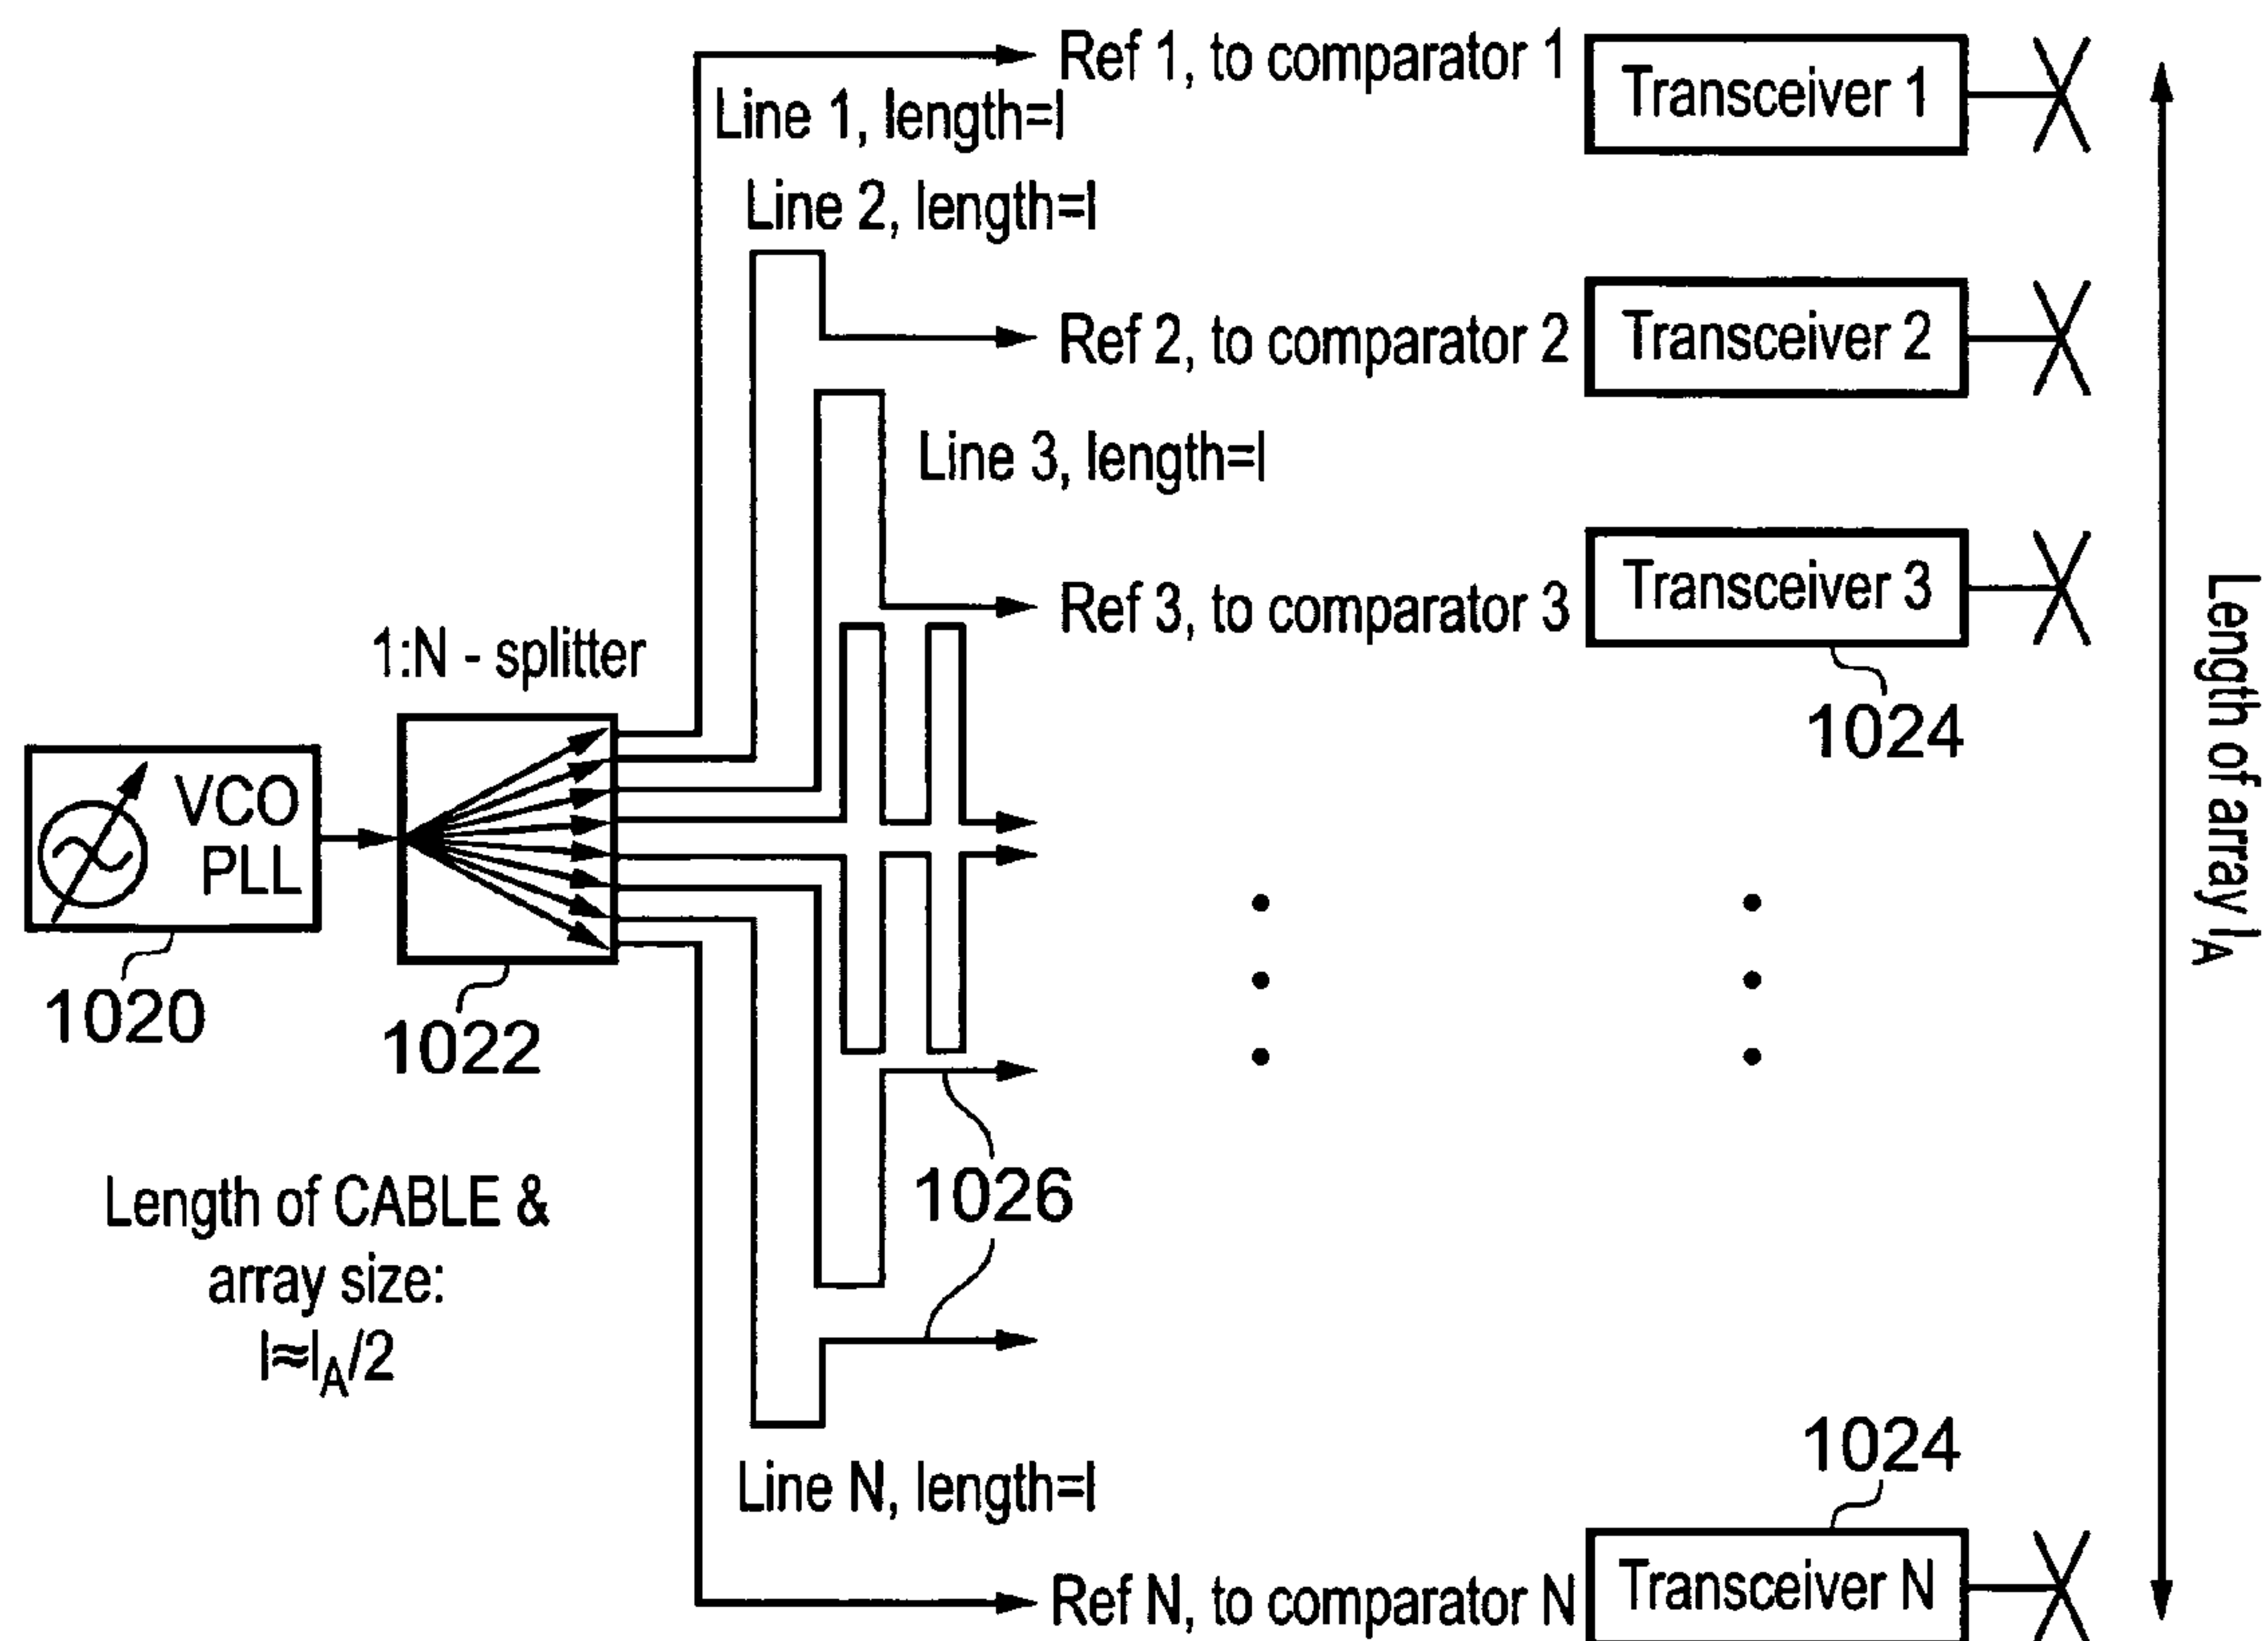 Ref 1, to comparator 1
Transceiver 1
Line 1, length=l
Line 2, length=l
Ref 2, to comparator 2
Transceiver 2
Line 3, length=l
Ref 3, to comparator 3
Transceiver 3
1024
1:N - splitter
VCO
PLL
1020
1022
Length of array lA
1026
Length of CABLE &
array size:
l≈lA/2
Line N, length=l
1024
Ref N, to comparator N
Transceiver N